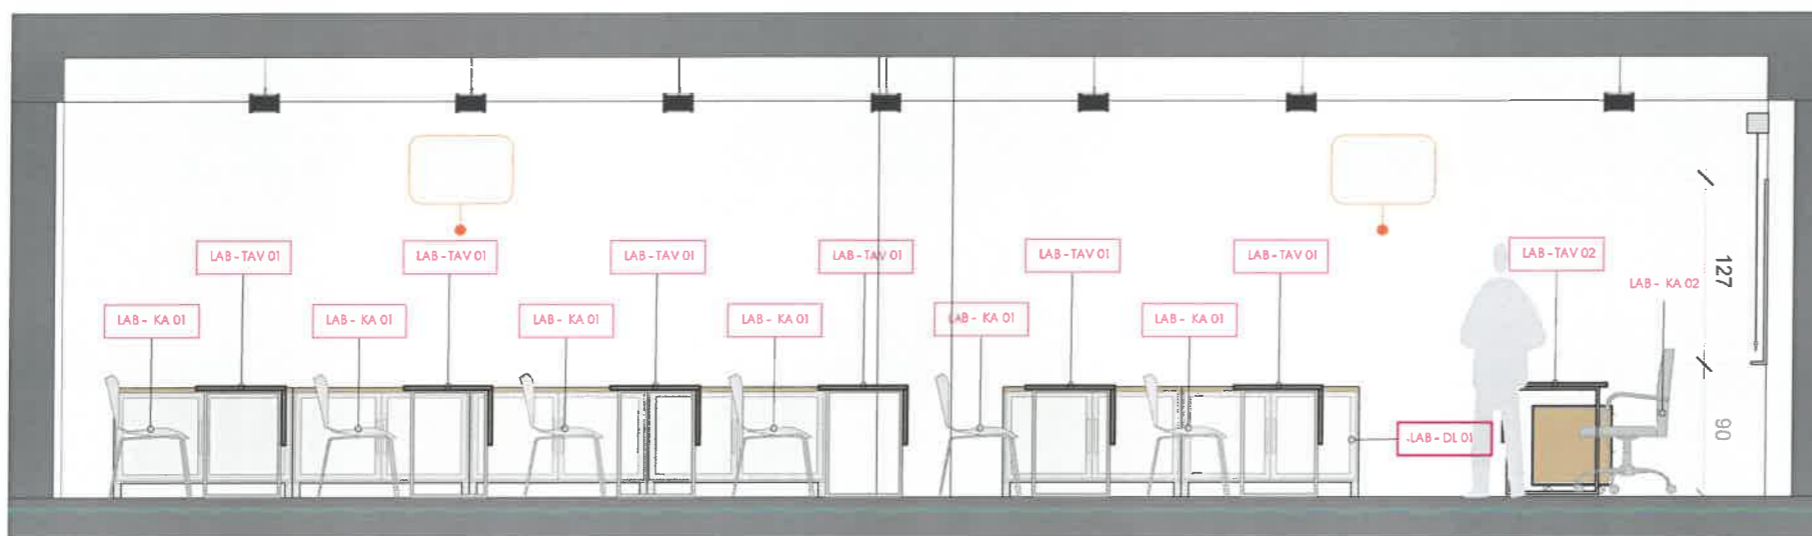 LAB - TAV 01
LAB - TAV 01
LAB - TAV 01
LAB - TAV 01
LAB - TAV 01
LAB - TAV 01
LAB - TAV 02
LAB - KA 02
127
LAB - KA 01
LAB - KA 01
LAB - KA 01
LAB - KA 01
LAB - KA 01
LAB - KA 01
LAB - DL 01
90